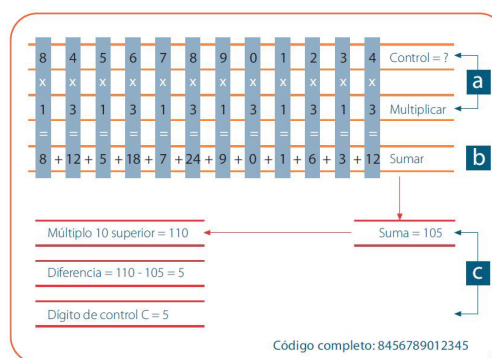 8 4 5 6 7 8 9 0 1 2 3 4 Control = ?
x x x x x x x x x x x x
a
1 3 1 3 1 3 1 3 1 3 1 3 Multiplicar
= = = = = = = = = = = =
8 + 12 + 5 + 18 + 7 + 24 + 9 + 0 + 1 + 6 + 3 + 12 Sumar b
Múltiplo 10 superior = 110 Suma = 105
Diferencia = 110 - 105 = 5 c
Dígito de control C = 5
Código completo: 8456789012345